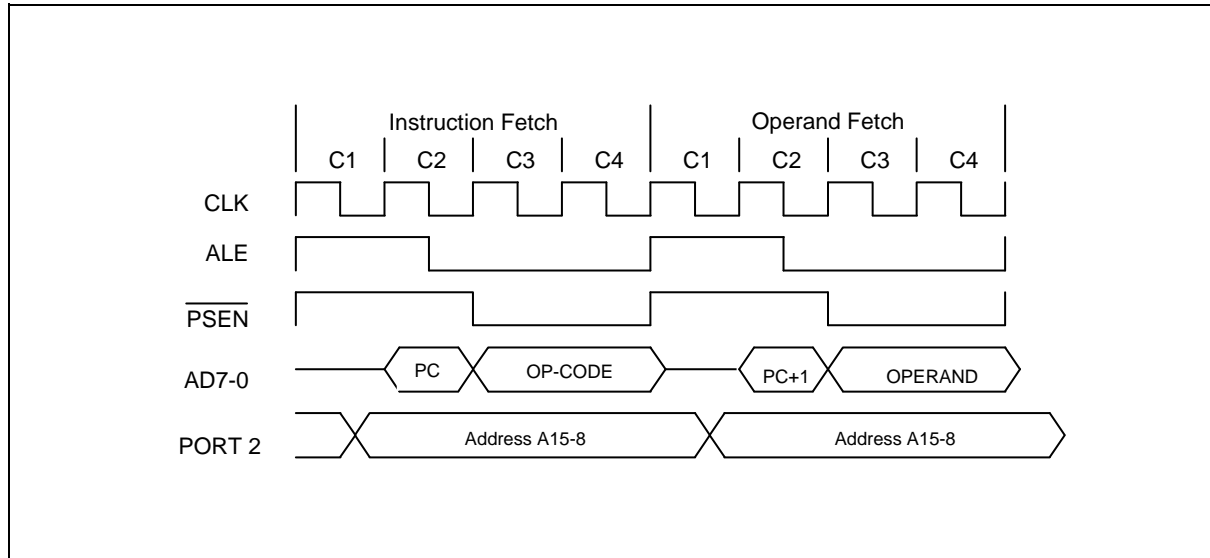 Instruction Fetch Operand Fetch
C1 C2 C3 C4 C1 C2 C3 C4
CLK
ALE
PSEN
AD7-0 PC OP-CODE PC+1 OPERAND
PORT 2 Address A15-8 Address A15-8